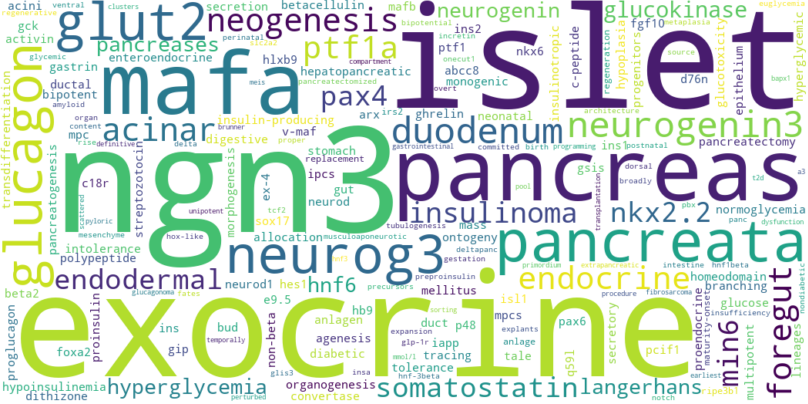 acini ventral clusters betacellulin mafb bipotential neurogenin glucokinase
regenerative glut2 neogenesis ins2 incretin fgf10 metaplasia euglycemia
gck glycemic perinatal slc2a2 ptf1 nkx6 source hypoplasia
activin pancreases ptf1a pancreatectomized onecut1 c-peptide regeneration progenitors hyperglycemic
gastrin enteroendocrine hlxb9 hepatopancreatic compartment abcc8 insulinotropic d76n glucotoxicity epithelium
ductal amyloid mafa pax4 meis overt monogenic islet
bipotent organ insulin-producing arx irs2 ghrelin neonatal architecture
mpc content brunner v-maf proper duodenum neurogenin3
glucagon acinar digestive stomach replacement gastrointestinal committed birth programming ins1 postnatal pancreatectomy
transdifferentiation rise definitive delta streptozotocin ipcs ex-4 gut gsis dorsal t2d a3
pancreatogenesis c18r ngn3 morphogenesis neurod pancreas transplantation broadly
scattered pyloric unipotent sox17 tcf2 insulinoma pool nkx2.2 pbx normoglycemia panc
intolerance mesenchyme hox-like allocation musculoaponeurotic mass tubulogenesis deltapanc dysfunction
polypeptide neurog3 ontogeny gestation pancreata
endodermal neurod1 hes1 hnf3 preproinsulin primordium extrapancreatic intestine hnf1beta homeodomain
glucagonoma fates precursors mellitus endocrine procedure fibrosarcoma branching insufficiency nondiabetic
beta2 e9.5 hnf6 sorting isl1 glucose foregut
proglucagon proinsulin ins bud hb9 anlagen expansion duct p48 mpcs pax6 secretory proendocrine maturity-onset lineages
exocrine non-beta agenesis glp-1r iapp explants anlage tracing q59l min6 multipotent
foxa2 gip temporally diabetic glis3 mmol/l tolerance tale pcif1
hypoinsulinemia hyperglycemia organogenesis insa hnf-3beta somatostatin langerhans earliest ripe3b1
dithizone perturbed convertase notch
secretion